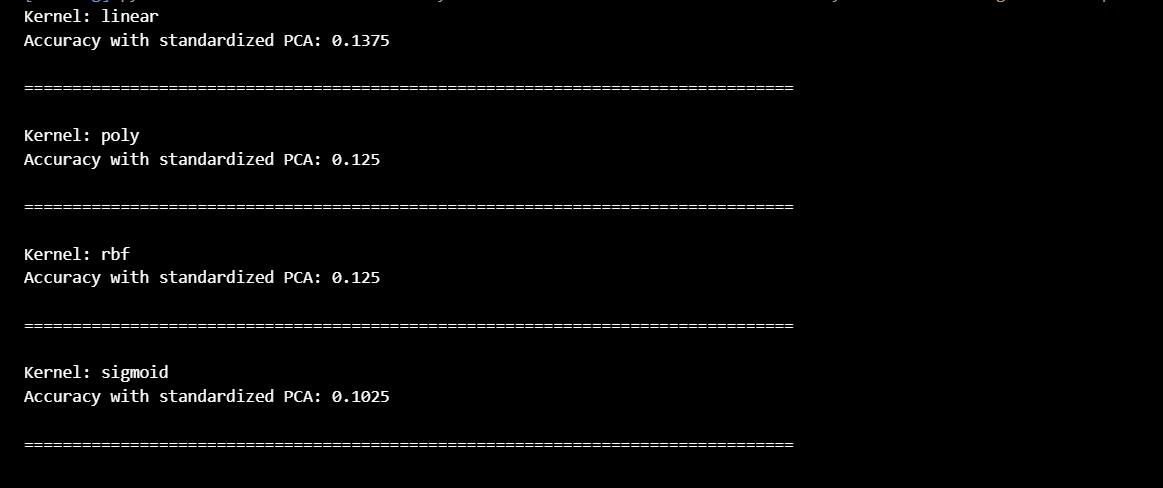 Kernel: linear
Accuracy with standardized PCA: 0.1375
================================================================================
Kernel: poly
Accuracy with standardized PCA: 0.125
================================================================================
Kernel: rbf
Accuracy with standardized PCA: 0.125
================================================================================
Kernel: sigmoid
Accuracy with standardized PCA: 0.1025
================================================================================